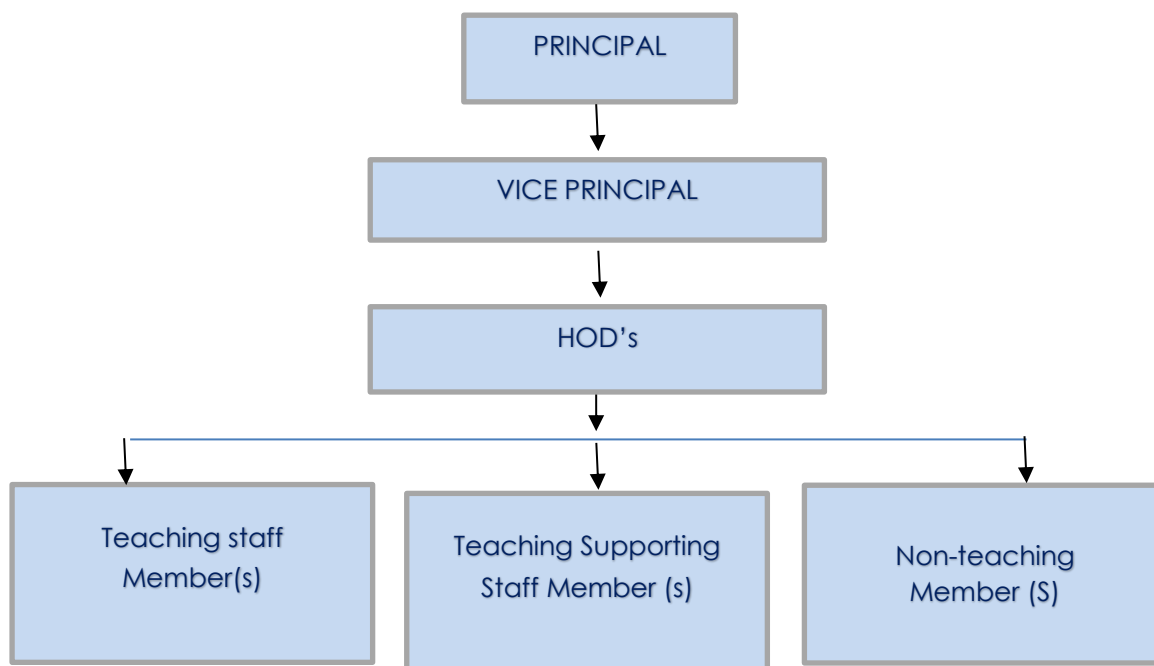 PRINCIPAL
VICE PRINCIPAL
HOD’s
Teaching staff
Member(s)
Teaching Supporting
Staff Member (s)
Non-teaching
Member (S)